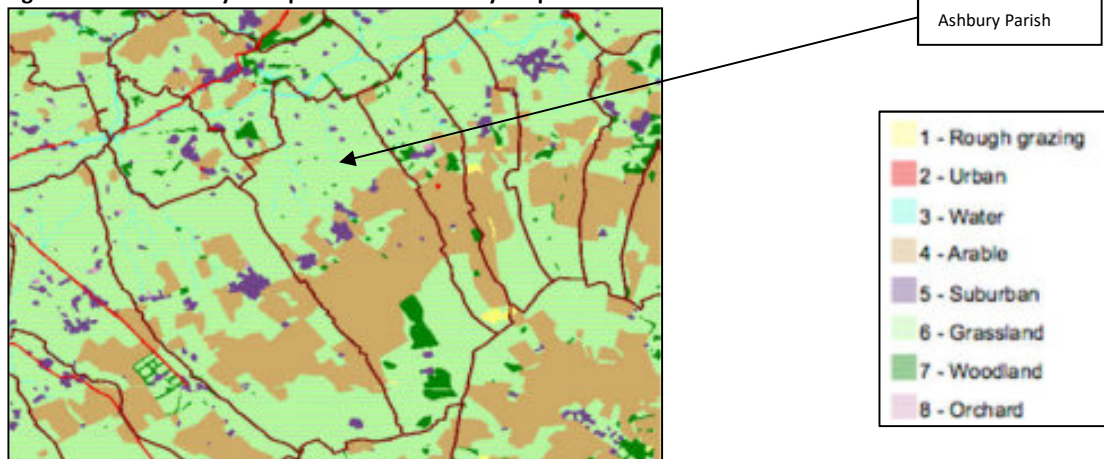 Ashbury Parish
1 - Rough grazing
2 - Urban
3 - Water
4 - Arable
5 - Suburban
6 - Grassland
7 - Woodland
8 - Orchard